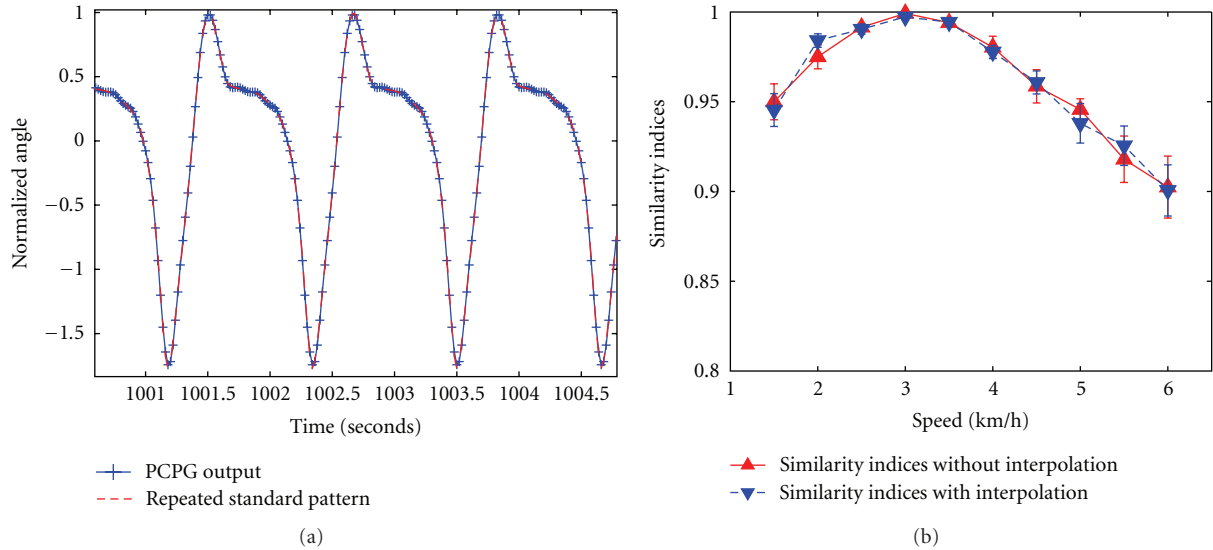 1
0.5
0
−0.5
−1
−1.5
Normalized angle
1001 1001.5 1002 1002.5 1003 1003.5 1004 1004.5
Time (seconds)
PCPG output
Repeated standard pattern
(a)
1
0.95
0.9
0.85
0.8
Similarity indices
1 2 3 4 5 6
Speed (km/h)
Similarity indices without interpolation
Similarity indices with interpolation
(b)